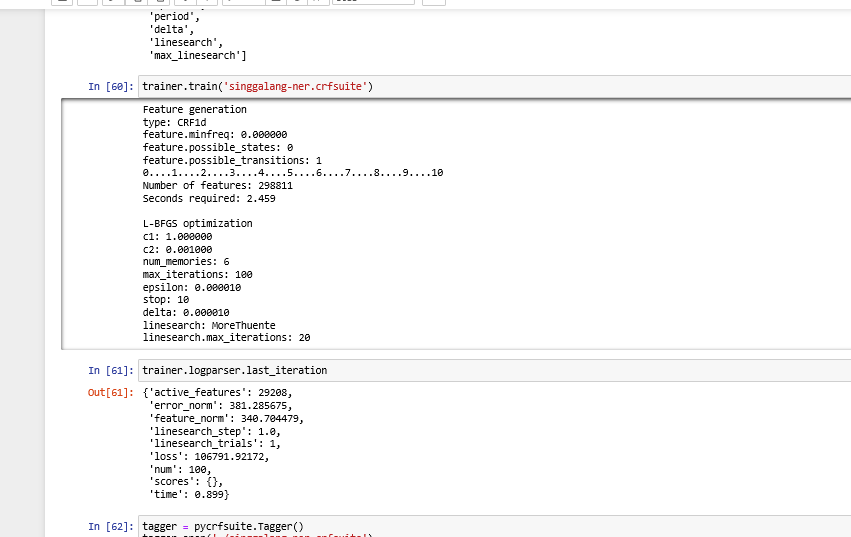 'period',
'delta',
'linesearch',
'max_linesearch']
In [60]: trainer.train('singgalang-ner.crfsuite')
Feature generation
type: CRF1d
feature.minfreq: 0.000000
feature.possible_states: 0
feature.possible_transitions: 1
0....1....2....3....4....5....6....7....8....9....10
Number of features: 298811
Seconds required: 2.459
L-BFGS optimization
c1: 1.000000
c2: 0.001000
num_memories: 6
max_iterations: 100
epsilon: 0.000010
stop: 10
delta: 0.000010
linesearch: MoreThuente
linesearch.max_iterations: 20
In [61]: trainer.logparser.last_iteration
Out[61]: {'active_features': 29208,
'error_norm': 381.285675,
'feature_norm': 340.704479,
'linesearch_step': 1.0,
'linesearch_trials': 1,
'loss': 106791.92172,
'num': 100,
'scores': {},
'time': 0.899}
In [62]: tagger = pycrfsuite.Tagger()